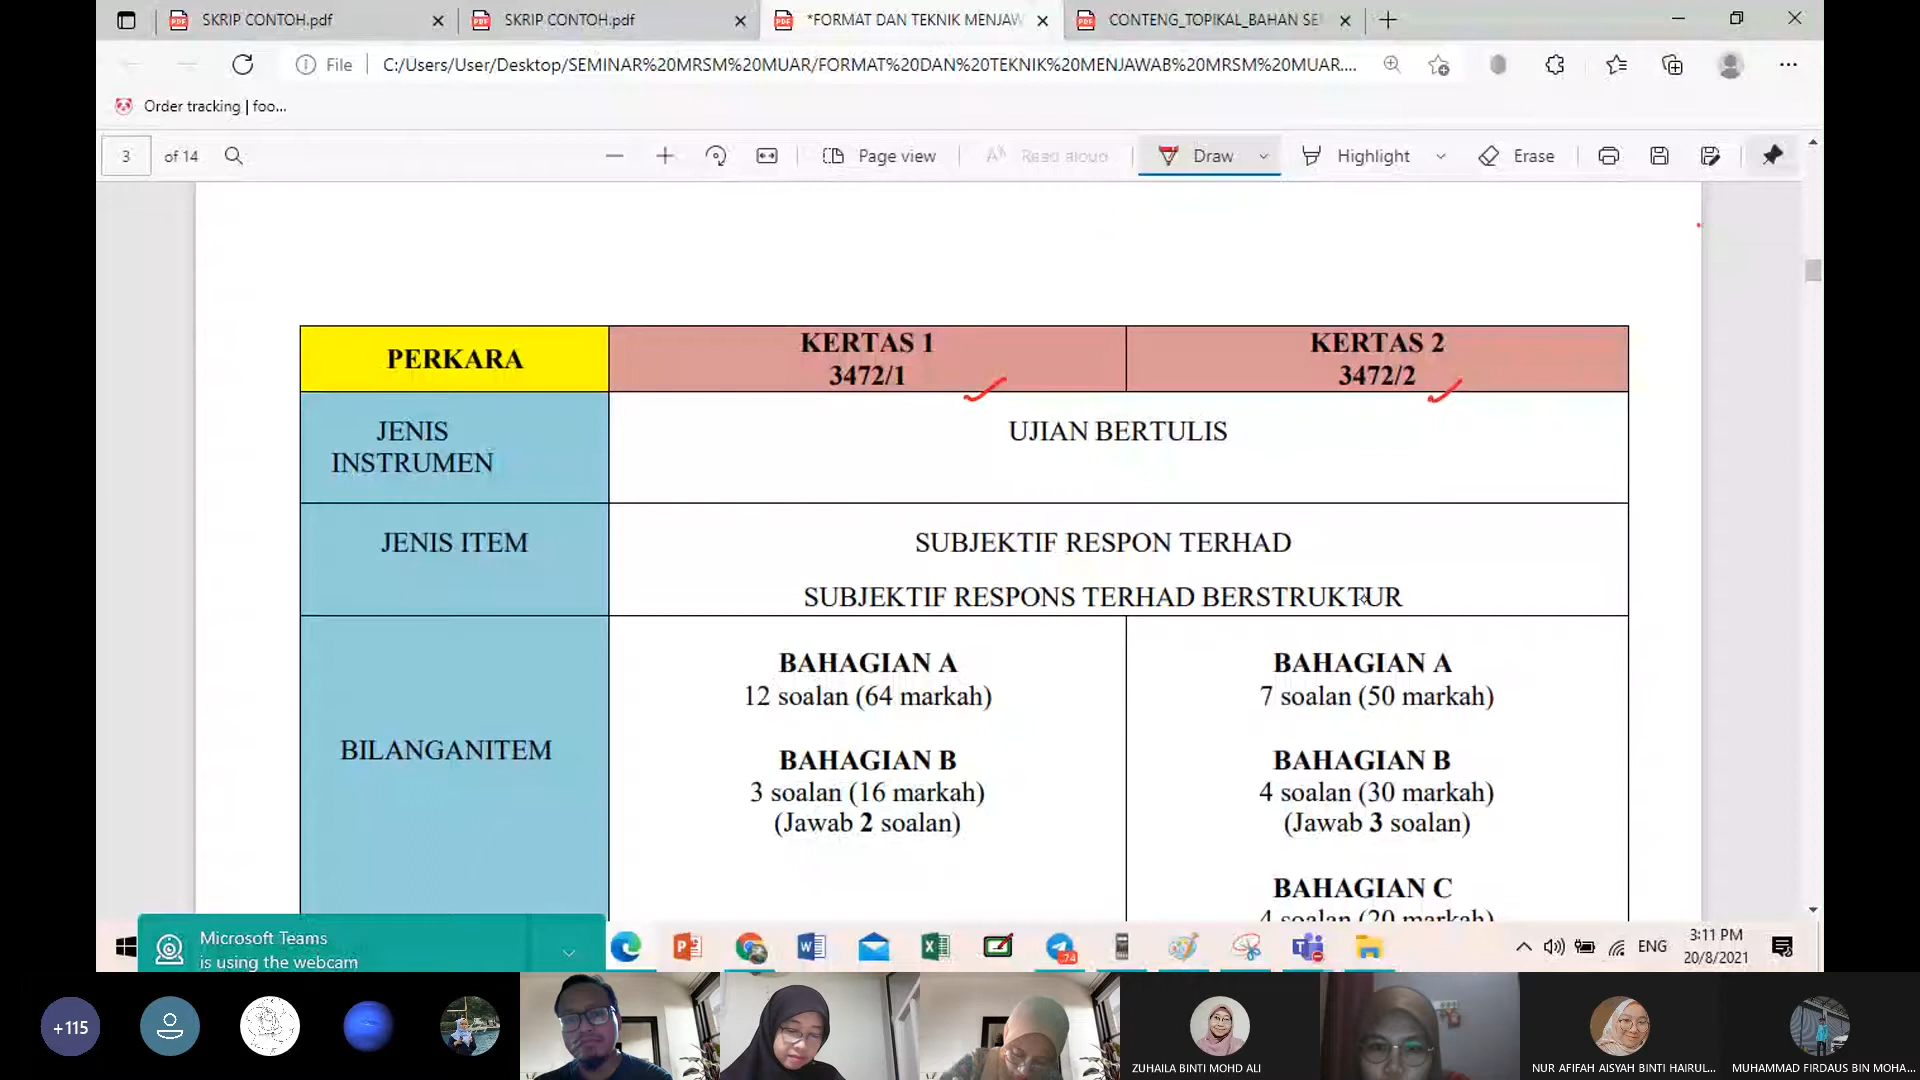 SKRIP CONTOH.pdf
SKRIP CONTOH.pdf
*FORMAT DAN TEKNIK MENJAW
CONTENG_TOPIKAL_BAHAN SE
File
C:/Users/User/Desktop/SEMINAR%20MRSM%20MUAR/FORMAT%20DAN%20TEKNIK%20MENJAWAB%20MRSM%20MUAR....
Order tracking | foo...
3 of 14
Page view
Read aloud
Draw
Highlight
Erase
PERKARA
KERTAS 1
3472/1
KERTAS 2
3472/2
JENIS
INSTRUMEN
UJIAN BERTULIS
JENIS ITEM
SUBJEKTIF RESPON TERHAD
SUBJEKTIF RESPONS TERHAD BERSTRUKTUR
BILANGANITEM
BAHAGIAN A
12 soalan (64 markah)
BAHAGIAN B
3 soalan (16 markah)
(Jawab 2 soalan)
BAHAGIAN A
7 soalan (50 markah)
BAHAGIAN B
4 soalan (30 markah)
(Jawab 3 soalan)
BAHAGIAN C
4 soalan (20 markah)
Microsoft Teams
is using the webcam
74
ENG
3:11 PM
20/8/2021
+115
ZUHAILA BINTI MOHD ALI
NUR AFIFAH AISYAH BINTI HAIRUL...
MUHAMMAD FIRDAUS BIN MOHA...